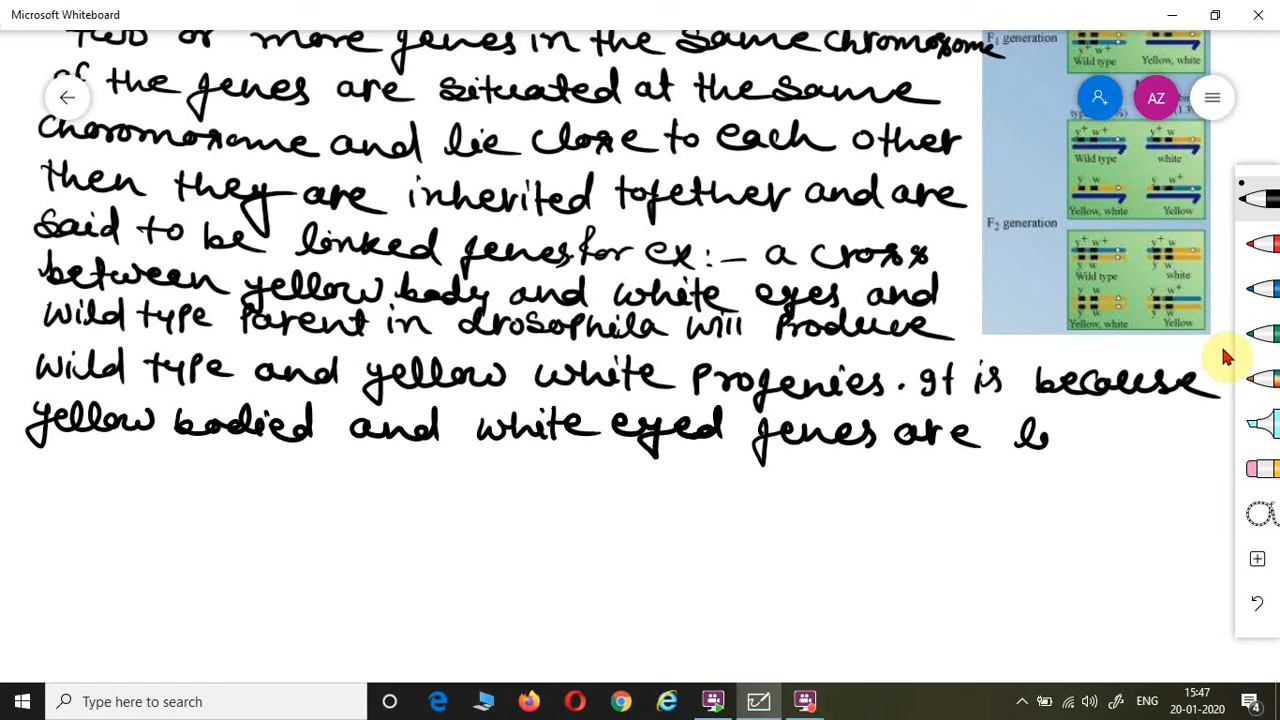 Microsoft Whiteboard
two or more genes in the same chromosome
of the genes are situated at the same
choromosome and lie close to each other
then they are inherited together and are
said to be linked genes. for ex:- a cross
between yellow body and white eyes and
wild type parent in drosophila will produce
wild type and yellow white progenies. It is because
yellow bodied and white eyed genes are
F1 generation
y+ w+
Wild type
Yellow, white
AZ
y+ w+
y+ w
Wild type
white
y w
y w+
Yellow, white
Yellow
F2 generation
y+ w+
y+ w
y w
y w
Wild type
white
y w
y w+
y w
y w
Yellow, white
Yellow
Type here to search
ENG
15:47
20-01-2020
4